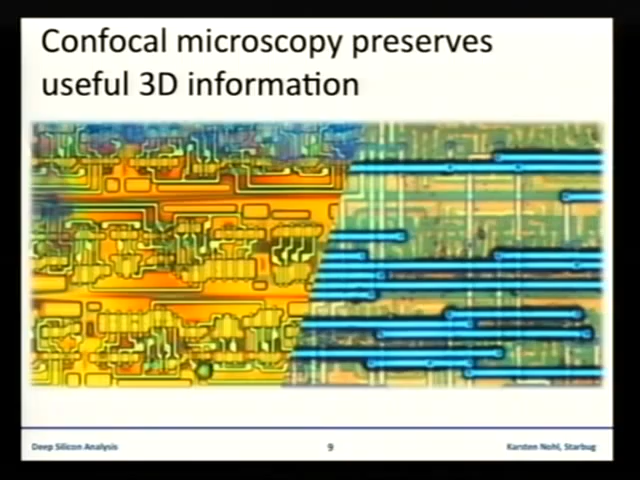 Confocal microscopy preserves
useful 3D information
Deep Silicon Analysis
9
Karsten Nohl, Starbug